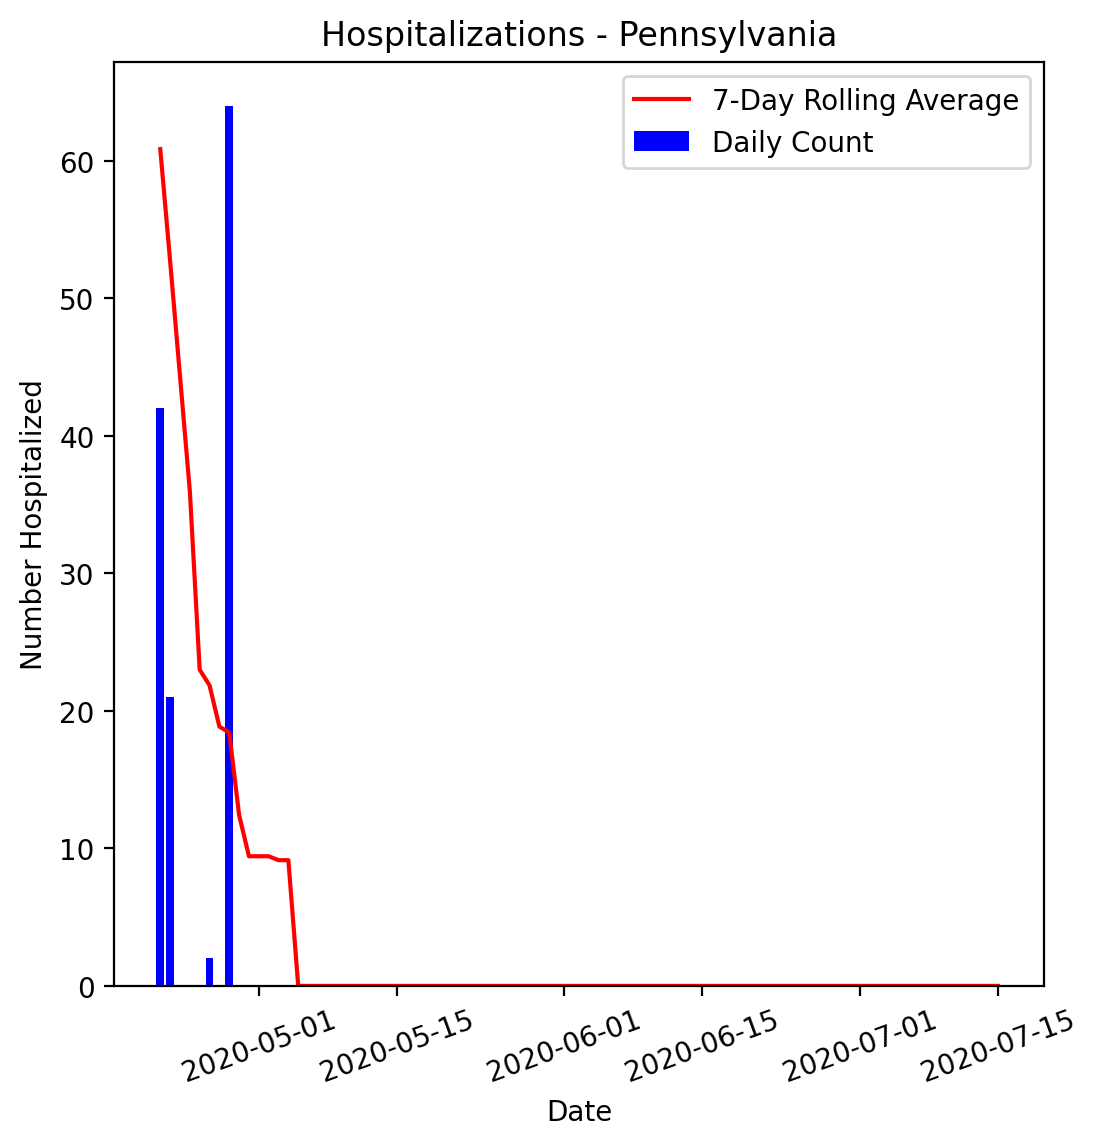 Hospitalizations - Pennsylvania
7-Day Rolling Average
Daily Count
Number Hospitalized
60
50
40
30
20
10
0
2020-05-01
2020-05-15
2020-06-01
2020-06-15
2020-07-01
2020-07-15
Date